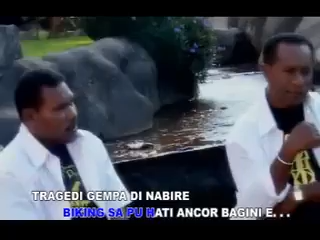 TRAGEDI GEMPA DI NABIRE
BIKING SA PU HATI ANCOR BAGINI E. . .